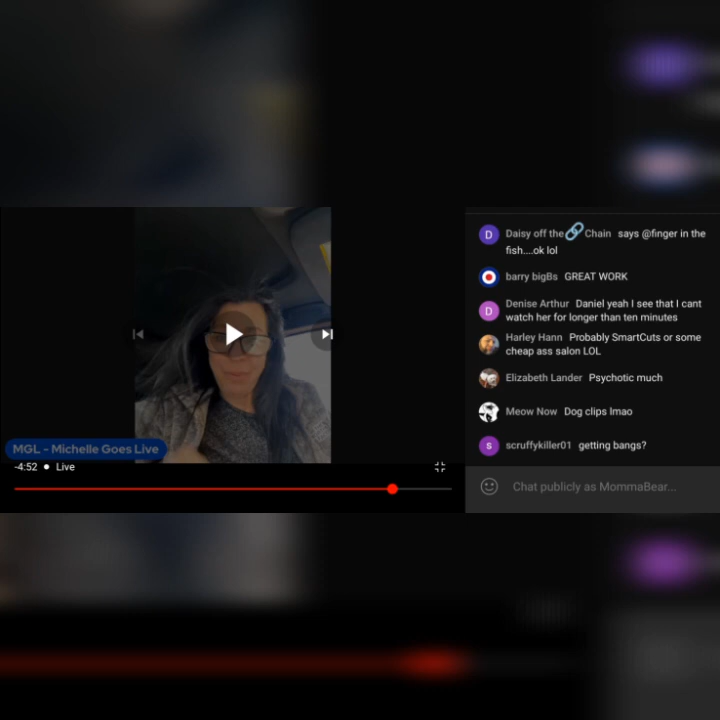 Daisy off the🔗Chain says @finger in the
fish....ok lol
barry bigBs GREAT WORK
Denise Arthur Daniel yeah I see that I cant
watch her for longer than ten minutes
Harley Hann Probably SmartCuts or some
cheap ass salon LOL
Elizabeth Lander Psychotic much
Meow Now Dog clips lmao
scruffykiller01 getting bangs?
Chat publicly as MommaBear...
MGL - Michelle Goes Live
-4:52 • Live
D
D
s